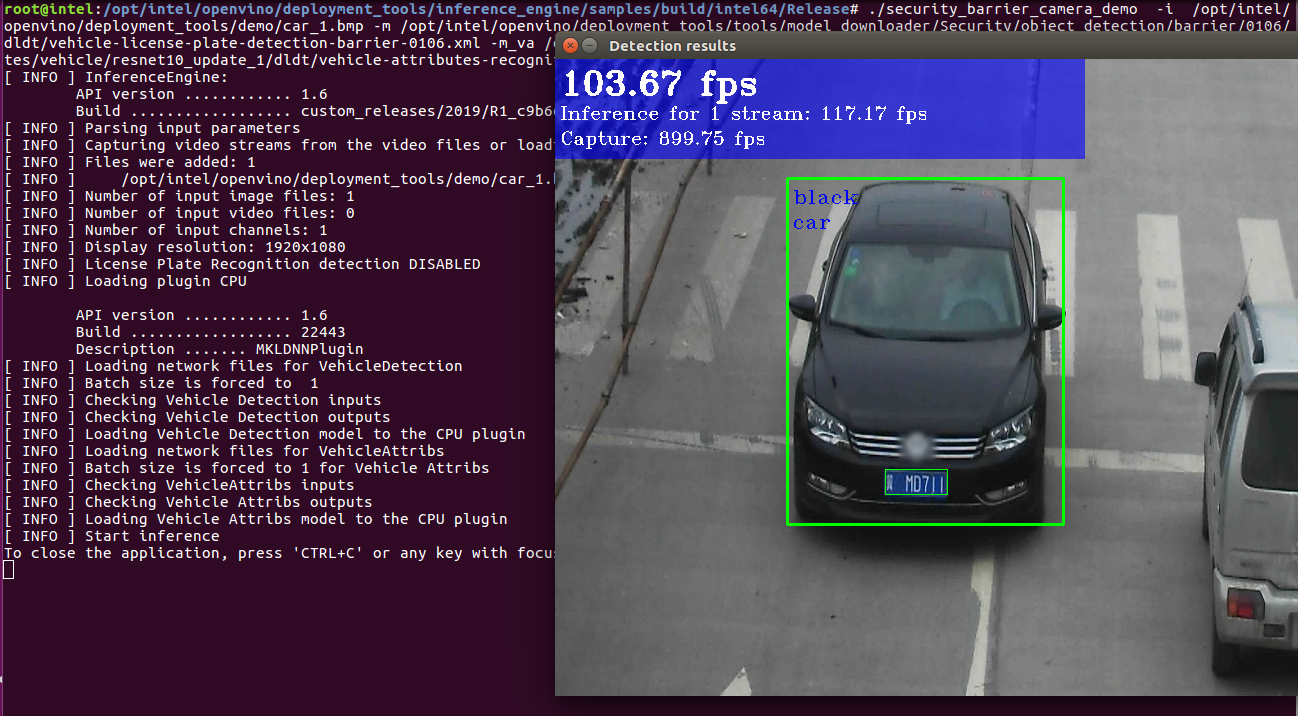 root@intel:/opt/intel/openvino/deployment_tools/inference_engine/samples/build/intel64/Release# ./security_barrier_camera_demo -i /opt/intel/
openvino/deployment_tools/demo/car_1.bmp -m /opt/intel/openvino/deployment_tools/tools/model_downloader/Security/object_detection/barrier/0106/
dldt/vehicle-license-plate-detection-barrier-0106.xml -m_va /
tes/vehicle/resnet10_update_1/dldt/vehicle-attributes-recogni
[ INFO ] InferenceEngine:
API version ............ 1.6
Build .................. custom_releases/2019/R1_c9b6
[ INFO ] Parsing input parameters
[ INFO ] Capturing video streams from the video files or load
[ INFO ] Files were added: 1
[ INFO ]     /opt/intel/openvino/deployment_tools/demo/car_1.
[ INFO ] Number of input image files: 1
[ INFO ] Number of input video files: 0
[ INFO ] Number of input channels: 1
[ INFO ] Display resolution: 1920x1080
[ INFO ] License Plate Recognition detection DISABLED
[ INFO ] Loading plugin CPU
API version ............ 1.6
Build .................. 22443
Description ....... MKLDNNPlugin
[ INFO ] Loading network files for VehicleDetection
[ INFO ] Batch size is forced to  1
[ INFO ] Checking Vehicle Detection inputs
[ INFO ] Checking Vehicle Detection outputs
[ INFO ] Loading Vehicle Detection model to the CPU plugin
[ INFO ] Loading network files for VehicleAttribs
[ INFO ] Batch size is forced to 1 for Vehicle Attribs
[ INFO ] Checking VehicleAttribs inputs
[ INFO ] Checking Vehicle Attribs outputs
[ INFO ] Loading Vehicle Attribs model to the CPU plugin
[ INFO ] Start inference
To close the application, press 'CTRL+C' or any key with focu
Detection results
103.67 fps
Inference for 1 stream: 117.17 fps
Capture: 899.75 fps
black
car
MD711